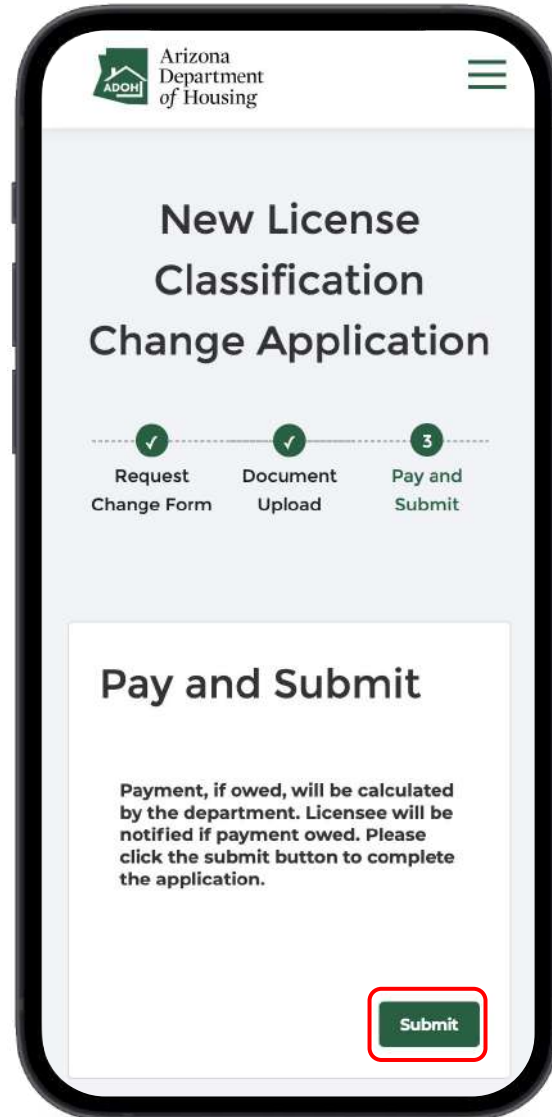 ADOH
Arizona
Department
of Housing
New License
Classification
Change Application
3
Request
Change Form
Document
Upload
Pay and
Submit
Pay and Submit
Payment, if owed, will be calculated
by the department. Licensee will be
notified if payment owed. Please
click the submit button to complete
the application.
Submit